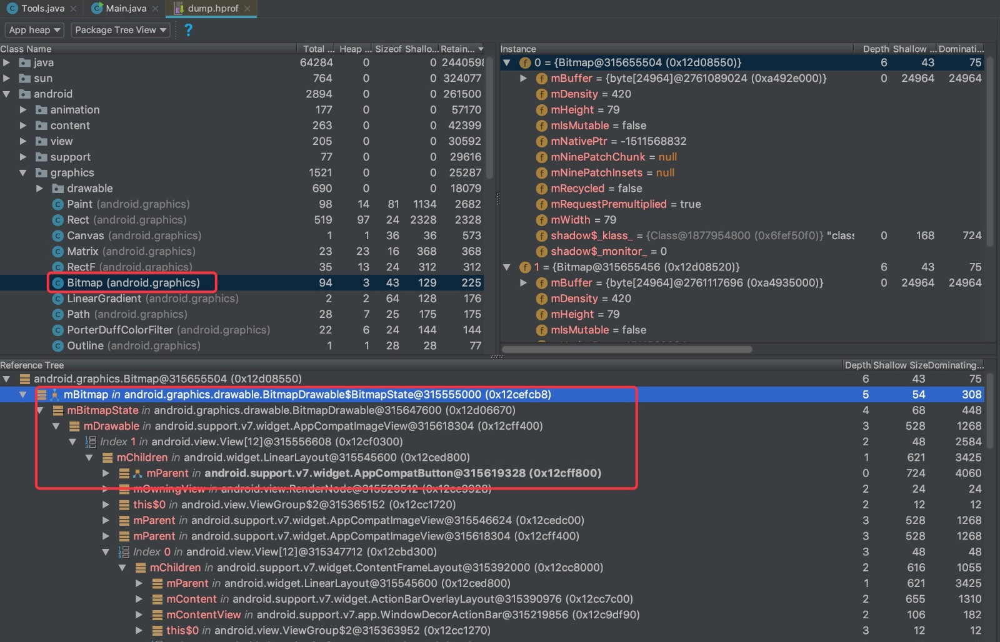 Tools.java
Main.java
dump.hprof
App heap
Package Tree View
?
Class Name Total ... Heap ... Sizeof Shallo... Retain...
java 64284 0 0 2440598
sun 764 0 0 324077
android 2894 0 0 261500
animation 177 0 0 57170
content 263 0 0 42399
view 205 0 0 30592
support 77 0 0 29616
graphics 1521 0 0 25287
drawable 690 0 0 18079
Paint (android.graphics) 98 14 81 1134 2682
Rect (android.graphics) 519 97 24 2328 2328
Canvas (android.graphics) 1 1 36 36 573
Matrix (android.graphics) 23 23 16 368 368
RectF (android.graphics) 35 13 24 312 312
Bitmap (android.graphics) 94 3 43 129 225
LinearGradient (android.graphics) 2 2 64 128 176
Path (android.graphics) 28 7 25 175 175
PorterDuffColorFilter (android.graphics) 22 6 24 144 144
Outline (android.graphics) 1 1 28 28 77
Instance Depth Shallow ... Dominati...
0 = {Bitmap@315655504 (0x12d08550)} 6 43 75
mBuffer = {byte[24964]@2761089024 (0xa492e000)} 0 24964 24964
mDensity = 420
mHeight = 79
mIsMutable = false
mNativePtr = -1511568832
mNinePatchChunk = null
mNinePatchInsets = null
mRecycled = false
mRequestPremultiplied = true
mWidth = 79
shadow$_klass_ = {Class@1877954800 (0x6fef50f0)} "class 0 168 724
shadow$_monitor_ = 0
1 = {Bitmap@315655456 (0x12d08520)} 6 43 75
mBuffer = {byte[24964]@2761117696 (0xa4935000)} 0 24964 24964
mDensity = 420
mHeight = 79
mIsMutable = false
Reference Tree Depth Shallow Size Dominating...
android.graphics.Bitmap@315655504 (0x12d08550) 6 43 75
mBitmap in android.graphics.drawable.BitmapDrawable$BitmapState@315555000 (0x12cefcb8) 5 54 308
mBitmapState in android.graphics.drawable.BitmapDrawable@315647600 (0x12d06670) 4 68 448
mDrawable in android.support.v7.widget.AppCompatImageView@315618304 (0x12cff400) 3 528 1268
Index 1 in android.view.View[12]@315556608 (0x12cf0300) 2 48 2584
mChildren in android.widget.LinearLayout@315545600 (0x12ced800) 1 621 3425
mParent in android.support.v7.widget.AppCompatButton@315619328 (0x12cff800) 0 724 4060
mOwningView in android.view.RenderNode@315529512 (0x12ce9928) 2 24 24
this$0 in android.view.ViewGroup$2@315365152 (0x12cc1720) 2 12 12
mParent in android.support.v7.widget.AppCompatImageView@315546624 (0x12cedc00) 3 528 1268
mParent in android.support.v7.widget.AppCompatImageView@315618304 (0x12cff400) 3 528 1268
Index 0 in android.view.View[12]@315347712 (0x12cbd300) 3 48 48
mChildren in android.support.v7.widget.ContentFrameLayout@315392000 (0x12cc8000) 2 616 1055
mParent in android.widget.LinearLayout@315545600 (0x12ced800) 1 621 3425
mContent in android.support.v7.widget.ActionBarOverlayLayout@315390976 (0x12cc7c00) 2 655 1310
mContentView in android.support.v7.app.WindowDecorActionBar@315219856 (0x12c9df90) 2 106 182
this$0 in android.view.ViewGroup$2@315363952 (0x12cc1270) 3 12 12